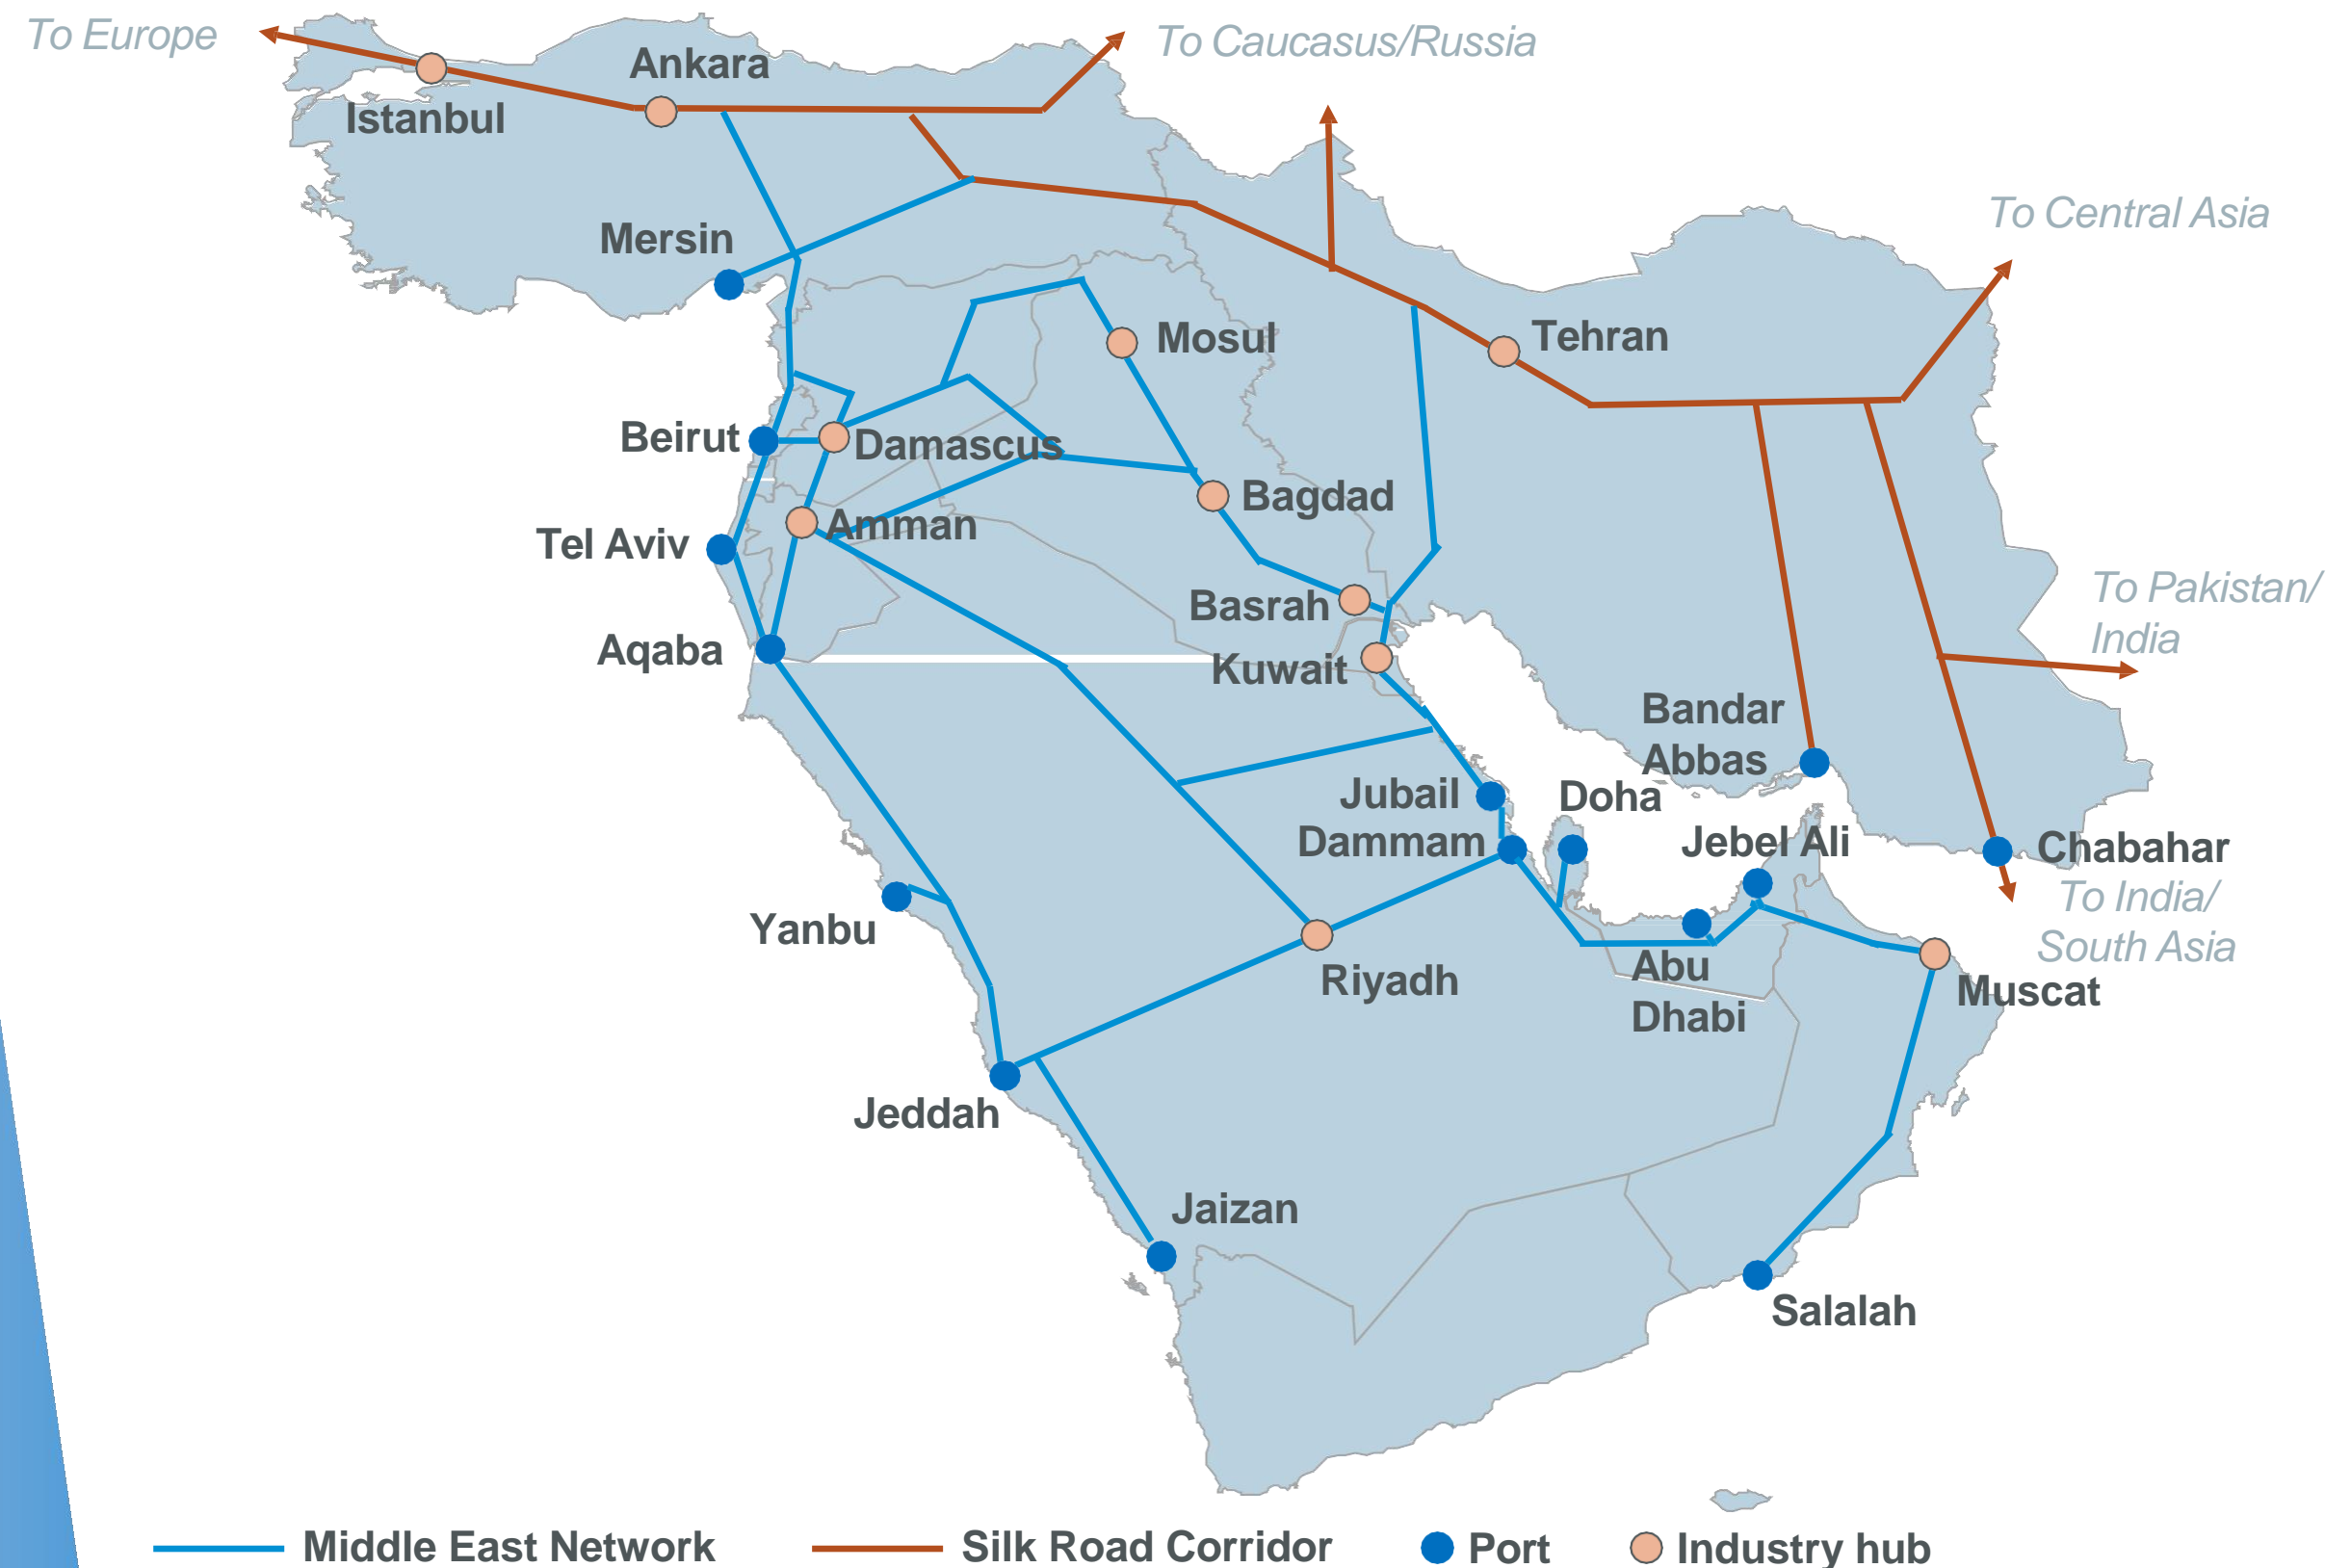 To Europe
To Caucasus/Russia
Ankara
Istanbul
To Central Asia
Mersin
Mosul
Tehran
Beirut
Damascus
Bagdad
Amman
Tel Aviv
To Pakistan/
India
Basrah
Aqaba
Kuwait
Bandar
Abbas
Jubail
Doha
Dammam
Jebel Ali
Chabahar
To India/
South Asia
Yanbu
Riyadh
Abu
Dhabi
Muscat
Jeddah
Jaizan
Salalah
Middle East Network
Silk Road Corridor
Port
Industry hub